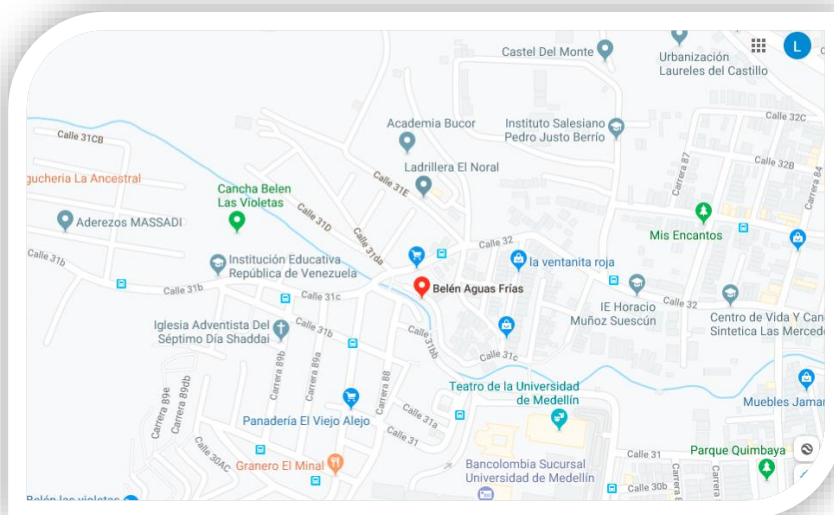 Castel Del Monte
Urbanización
Laureles del Castillo
L
Calle 32C
Academia Bucor
Instituto Salesiano
Pedro Justo Berrío
Calle 31CB
Carrera 87
Calle 32B
Carrera 84
Ladrillera El Noral
gucheria La Ancestral
Calle 31E
Cancha Belen
Las Violetas
Aderezos MASSADI
Calle 31D
Calle 31da
Mis Encantos
Calle 32
Calle 31b
Institución Educativa
República de Venezuela
la ventanita roja
Calle 31b
Calle 31c
Belén Aguas Frías
IE Horacio
Muñoz Suescún
Calle 32
Centro de Vida Y Can
Sintetica Las Mercede
Iglesia Adventista Del
Séptimo Día Shaddai
Calle 31b
Calle 31bb
Calle 31c
Carrera 89b
Carrera 89a
Carrera 88
Teatro de la Universidad
de Medellín
Carrera 89e
Carrera 89db
Muebles Jamar
Panadería El Viejo Alejo
Calle 31a
Calle 31
Calle 30AC
Calle 31
Parque Quimbaya
Granero El Minal
Bancolombia Sucursal
Universidad de Medellín
Calle 30b
Belén las violetas